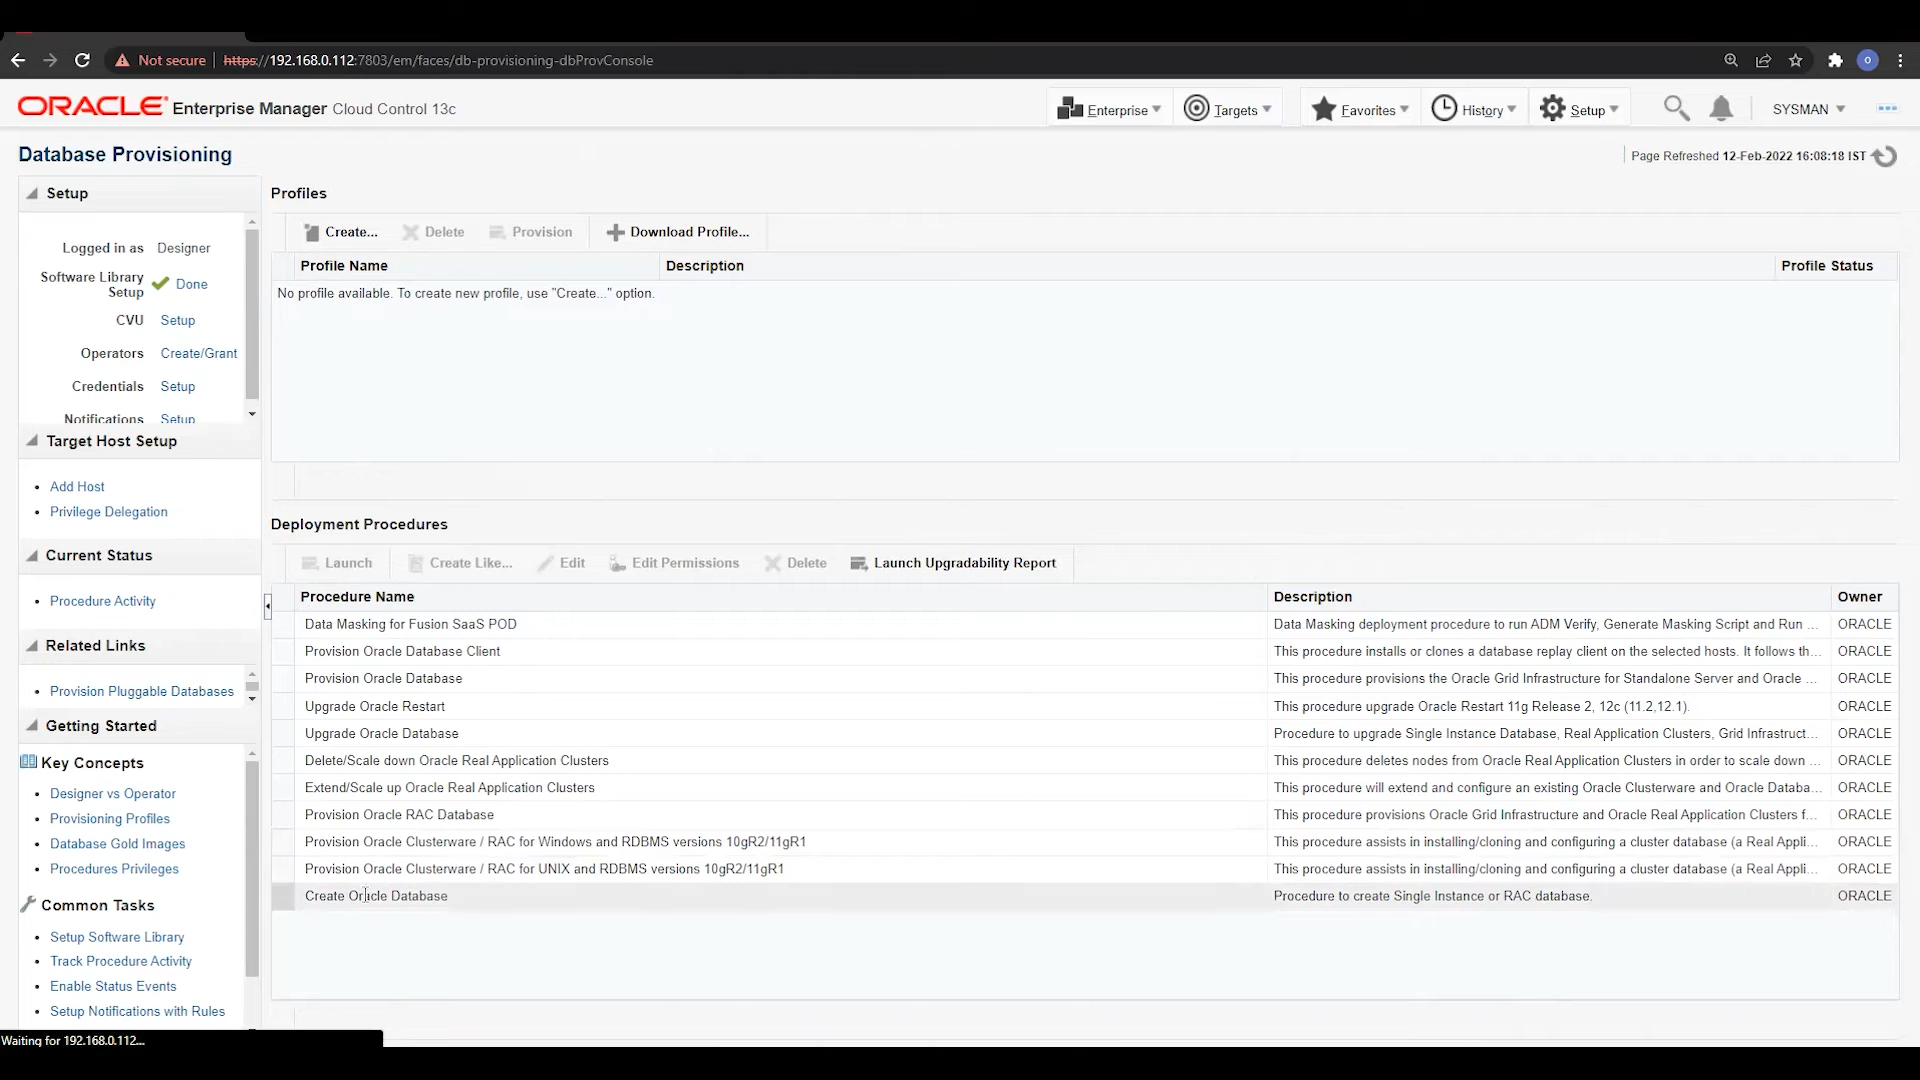 Not secure https://192.168.0.112:7803/em/faces/db-provisioning-dbProvConsole O
ORACLE Enterprise Manager Cloud Control 13c Enterprise Targets Favorites History Setup SYSMAN
Database Provisioning Page Refreshed 12-Feb-2022 16:08:18 IST
Setup
Logged in as Designer
Software Library Setup Done
CVU Setup
Operators Create/Grant
Credentials Setup
Notifications Setup
Target Host Setup
Add Host
Privilege Delegation
Current Status
Procedure Activity
Related Links
Provision Pluggable Databases
Getting Started
Key Concepts
Designer vs Operator
Provisioning Profiles
Database Gold Images
Procedures Privileges
Common Tasks
Setup Software Library
Track Procedure Activity
Enable Status Events
Setup Notifications with Rules
Profiles
Create... Delete Provision Download Profile...
Profile Name Description Profile Status
No profile available. To create new profile, use "Create..." option.
Deployment Procedures
Launch Create Like... Edit Edit Permissions Delete Launch Upgradability Report
Procedure Name Description Owner
Data Masking for Fusion SaaS POD Data Masking deployment procedure to run ADM Verify, Generate Masking Script and Run ... ORACLE
Provision Oracle Database Client This procedure installs or clones a database replay client on the selected hosts. It follows th... ORACLE
Provision Oracle Database This procedure provisions the Oracle Grid Infrastructure for Standalone Server and Oracle ... ORACLE
Upgrade Oracle Restart This procedure upgrade Oracle Restart 11g Release 2, 12c (11.2,12.1). ORACLE
Upgrade Oracle Database Procedure to upgrade Single Instance Database, Real Application Clusters, Grid Infrastruct... ORACLE
Delete/Scale down Oracle Real Application Clusters This procedure deletes nodes from Oracle Real Application Clusters in order to scale down ... ORACLE
Extend/Scale up Oracle Real Application Clusters This procedure will extend and configure an existing Oracle Clusterware and Oracle Databa... ORACLE
Provision Oracle RAC Database This procedure provisions Oracle Grid Infrastructure and Oracle Real Application Clusters f... ORACLE
Provision Oracle Clusterware / RAC for Windows and RDBMS versions 10gR2/11gR1 This procedure assists in installing/cloning and configuring a cluster database (a Real Appli... ORACLE
Provision Oracle Clusterware / RAC for UNIX and RDBMS versions 10gR2/11gR1 This procedure assists in installing/cloning and configuring a cluster database (a Real Appli... ORACLE
Create Oracle Database Procedure to create Single Instance or RAC database. ORACLE
Waiting for 192.168.0.112...